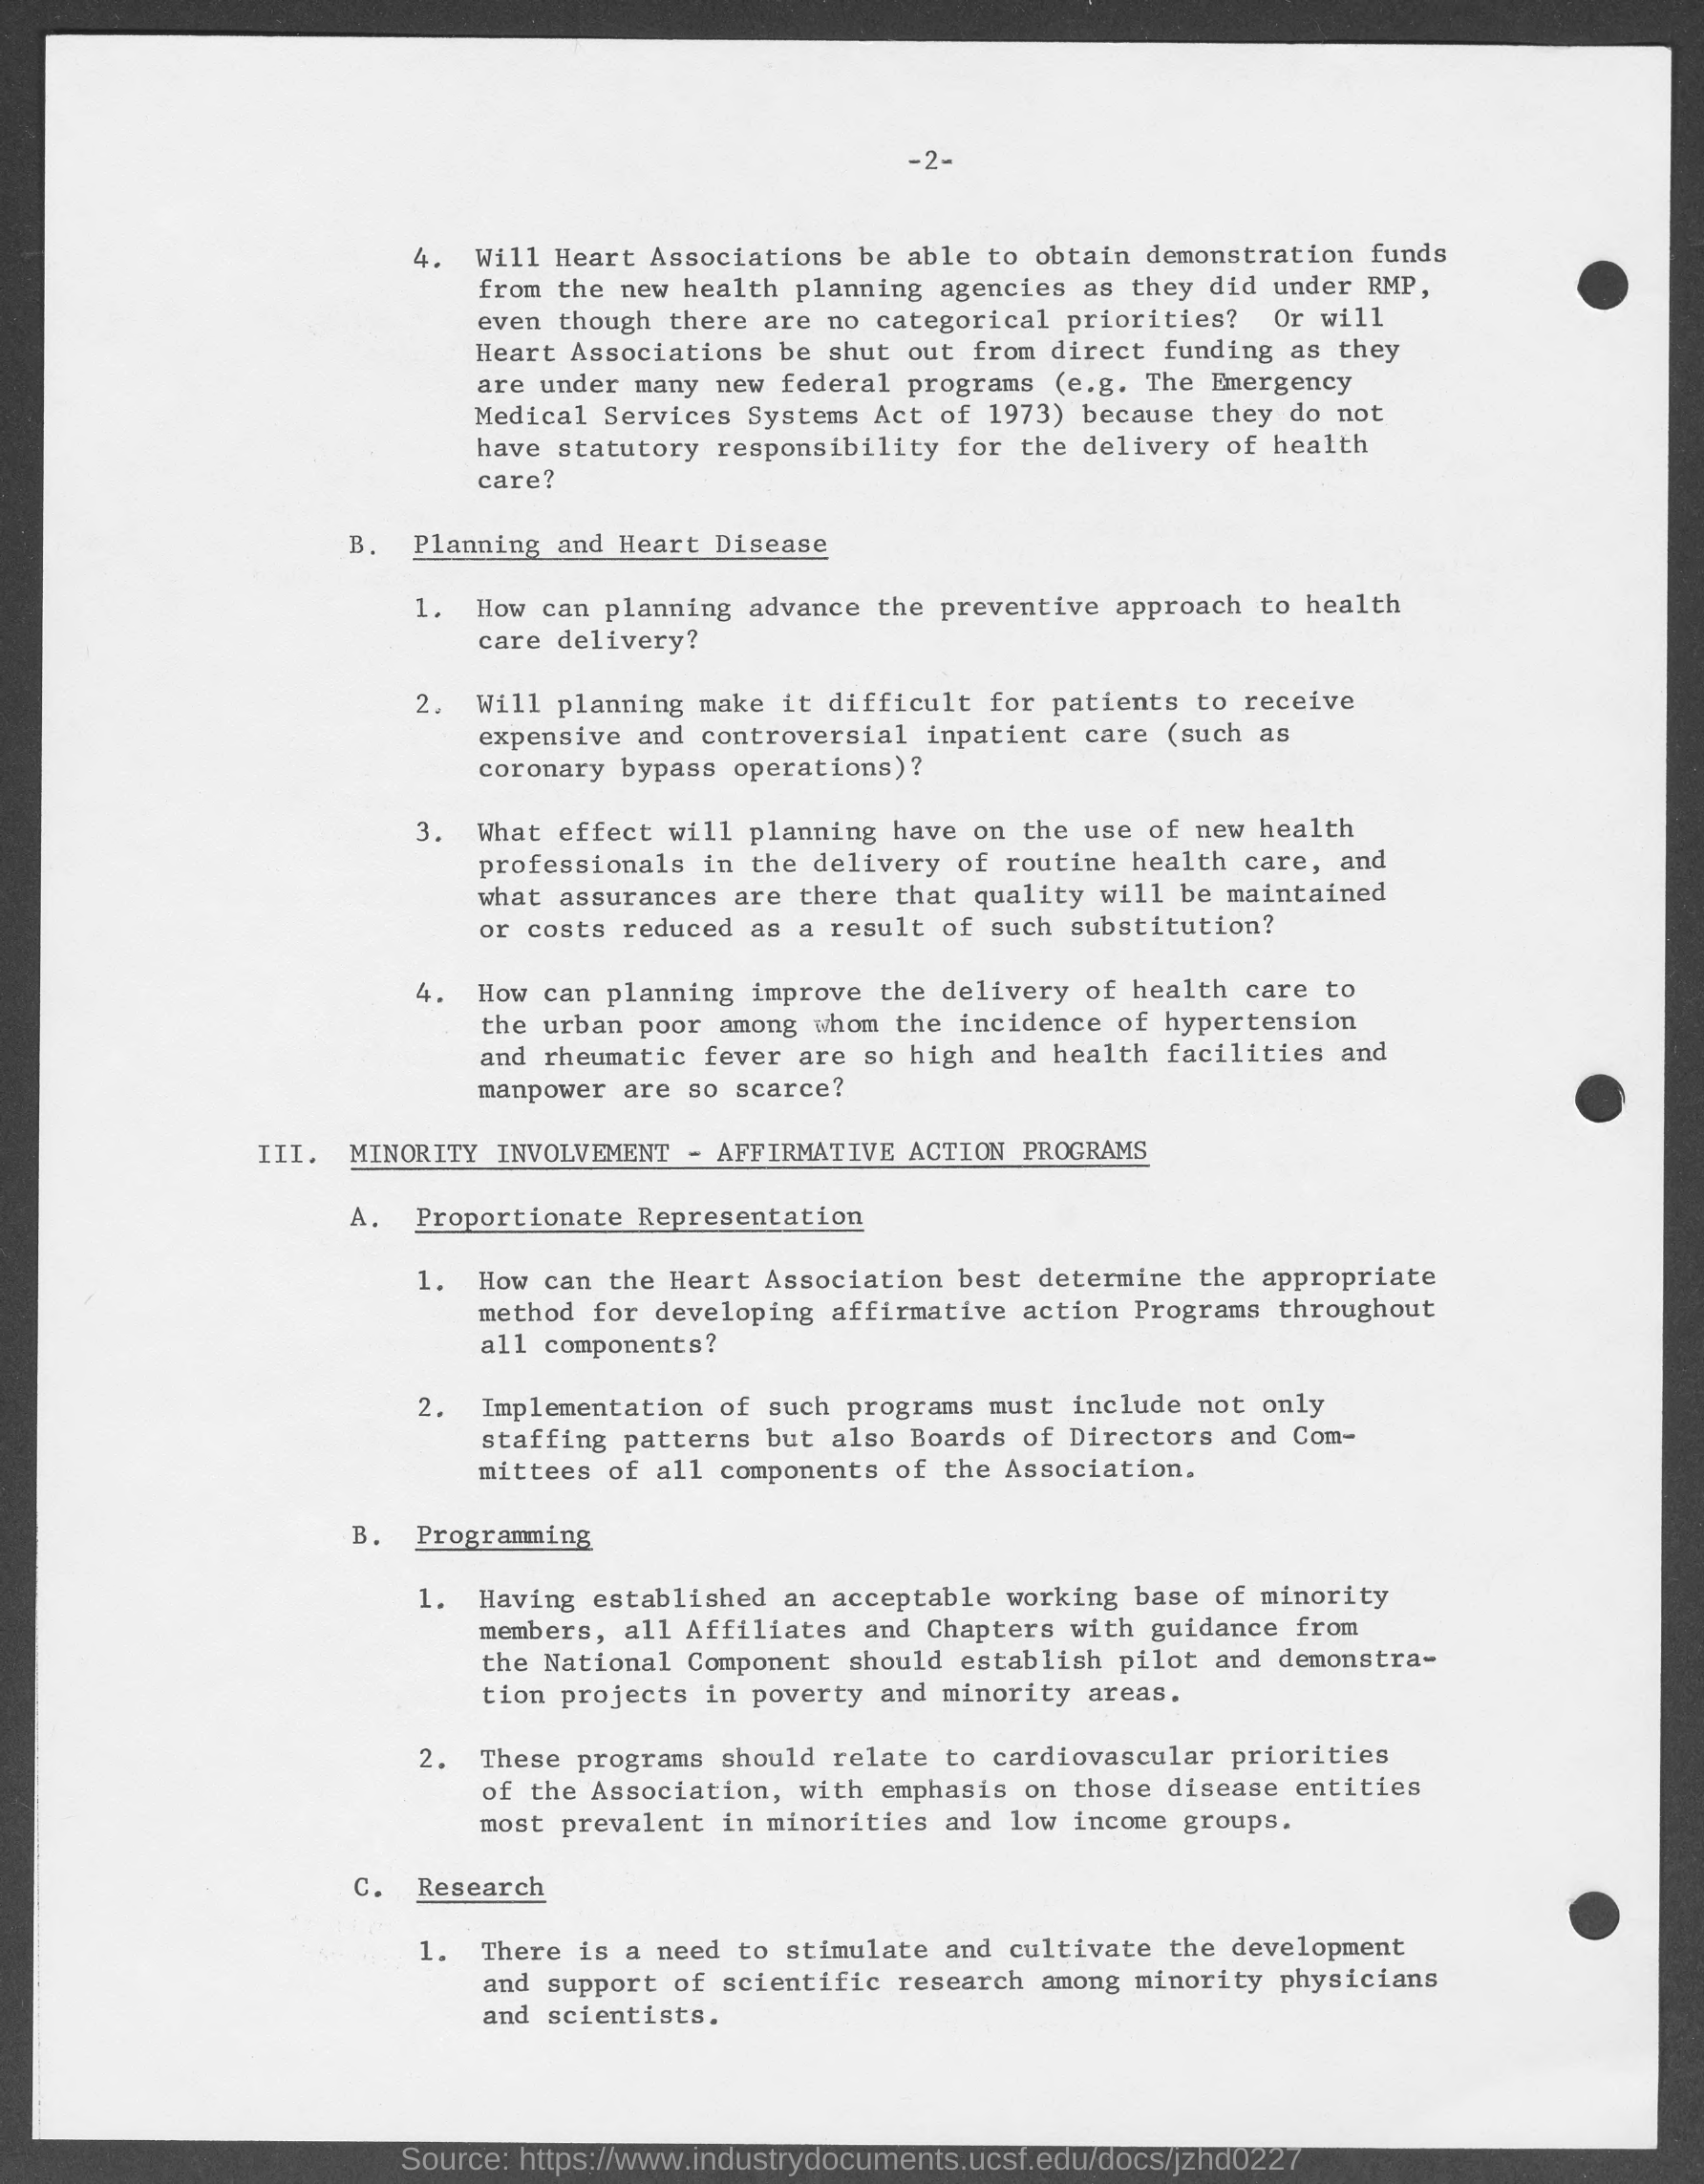 -2-
4. Will Heart Associations be able to obtain demonstration funds
from the new health planning agencies as they did under RMP,
even though there are no categorical priorities? Or will
Heart Associations be shut out from direct funding as they
are under many new federal programs (e.g. The Emergency
Medical Services Systems Act of 1973) because they do not
have statutory responsibility for the delivery of health
care?
B. Planning and Heart Disease
1. How can planning advance the preventive approach to health
care delivery?
2. Will planning make it difficult for patients to receive
expensive and controversial inpatient care (such as
coronary bypass operations)?
3. What effect will planning have on the use of new health
professionals in the delivery of routine health care, and
what assurances are there that quality will be maintained
or costs reduced as a result of such substitution?
4. How can planning improve the delivery of health care to
the urban poor among whom the incidence of hypertension
and rheumatic fever are so high and health facilities and
manpower are so scarce?
III. MINORITY INVOLVEMENT - AFFIRMATIVE ACTION PROGRAMS
A. Proportionate Representation
1. How can the Heart Association best determine the appropriate
method for developing affirmative action Programs throughout
all components?
2. Implementation of such programs must include not only
staffing patterns but also Boards of Directors and Com-
mittees of all components of the Association.
B. Programming
1. Having established an acceptable working base of minority
members, all Affiliates and Chapters with guidance from
the National Component should establish pilot and demonstra-
tion projects in poverty and minority areas.
2. These programs should relate to cardiovascular priorities
of the Association, with emphasis on those disease entities
most prevalent in minorities and low income groups.
C. Research
1. There is a need to stimulate and cultivate the development
and support of scientific research among minority physicians
and scientists.
Source: https://www.industrydocuments.ucsf.edu/docs/jzhd0227